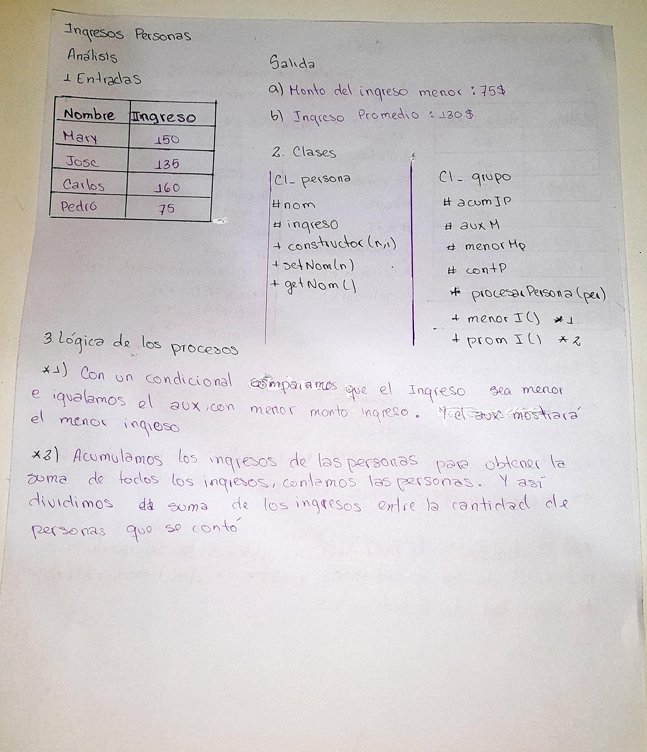 Ingresos Personas
Análisis
1 Entradas
Nombre Ingreso
Mary 150
Jose 135
Carlos 160
Pedro 75
Salida
a) Monto del ingreso menor : 75$
b) Ingreso Promedio : 130$
2. Clases
Cl_ persona
# nom
# ingreso
+ constructor(n,i)
+ setNom(n)
+ getNom()
Cl_ grupo
# acumIP
# auxM
# menorMp
# contP
+ procesarPersona(per)
+ menorI() *1
+ promI() *2
3. Lógica de los procesos
*1) Con un condicional comparamos que el Ingreso sea menor
e igualamos el aux, con menor monto ingreso. Y el aux mostrará
el menor ingreso
*2) Acumulamos los ingresos de las personas para obtener la
suma de todos los ingresos, contamos las personas. Y así
dividimos la suma de los ingresos entre la cantidad de
personas que se contó